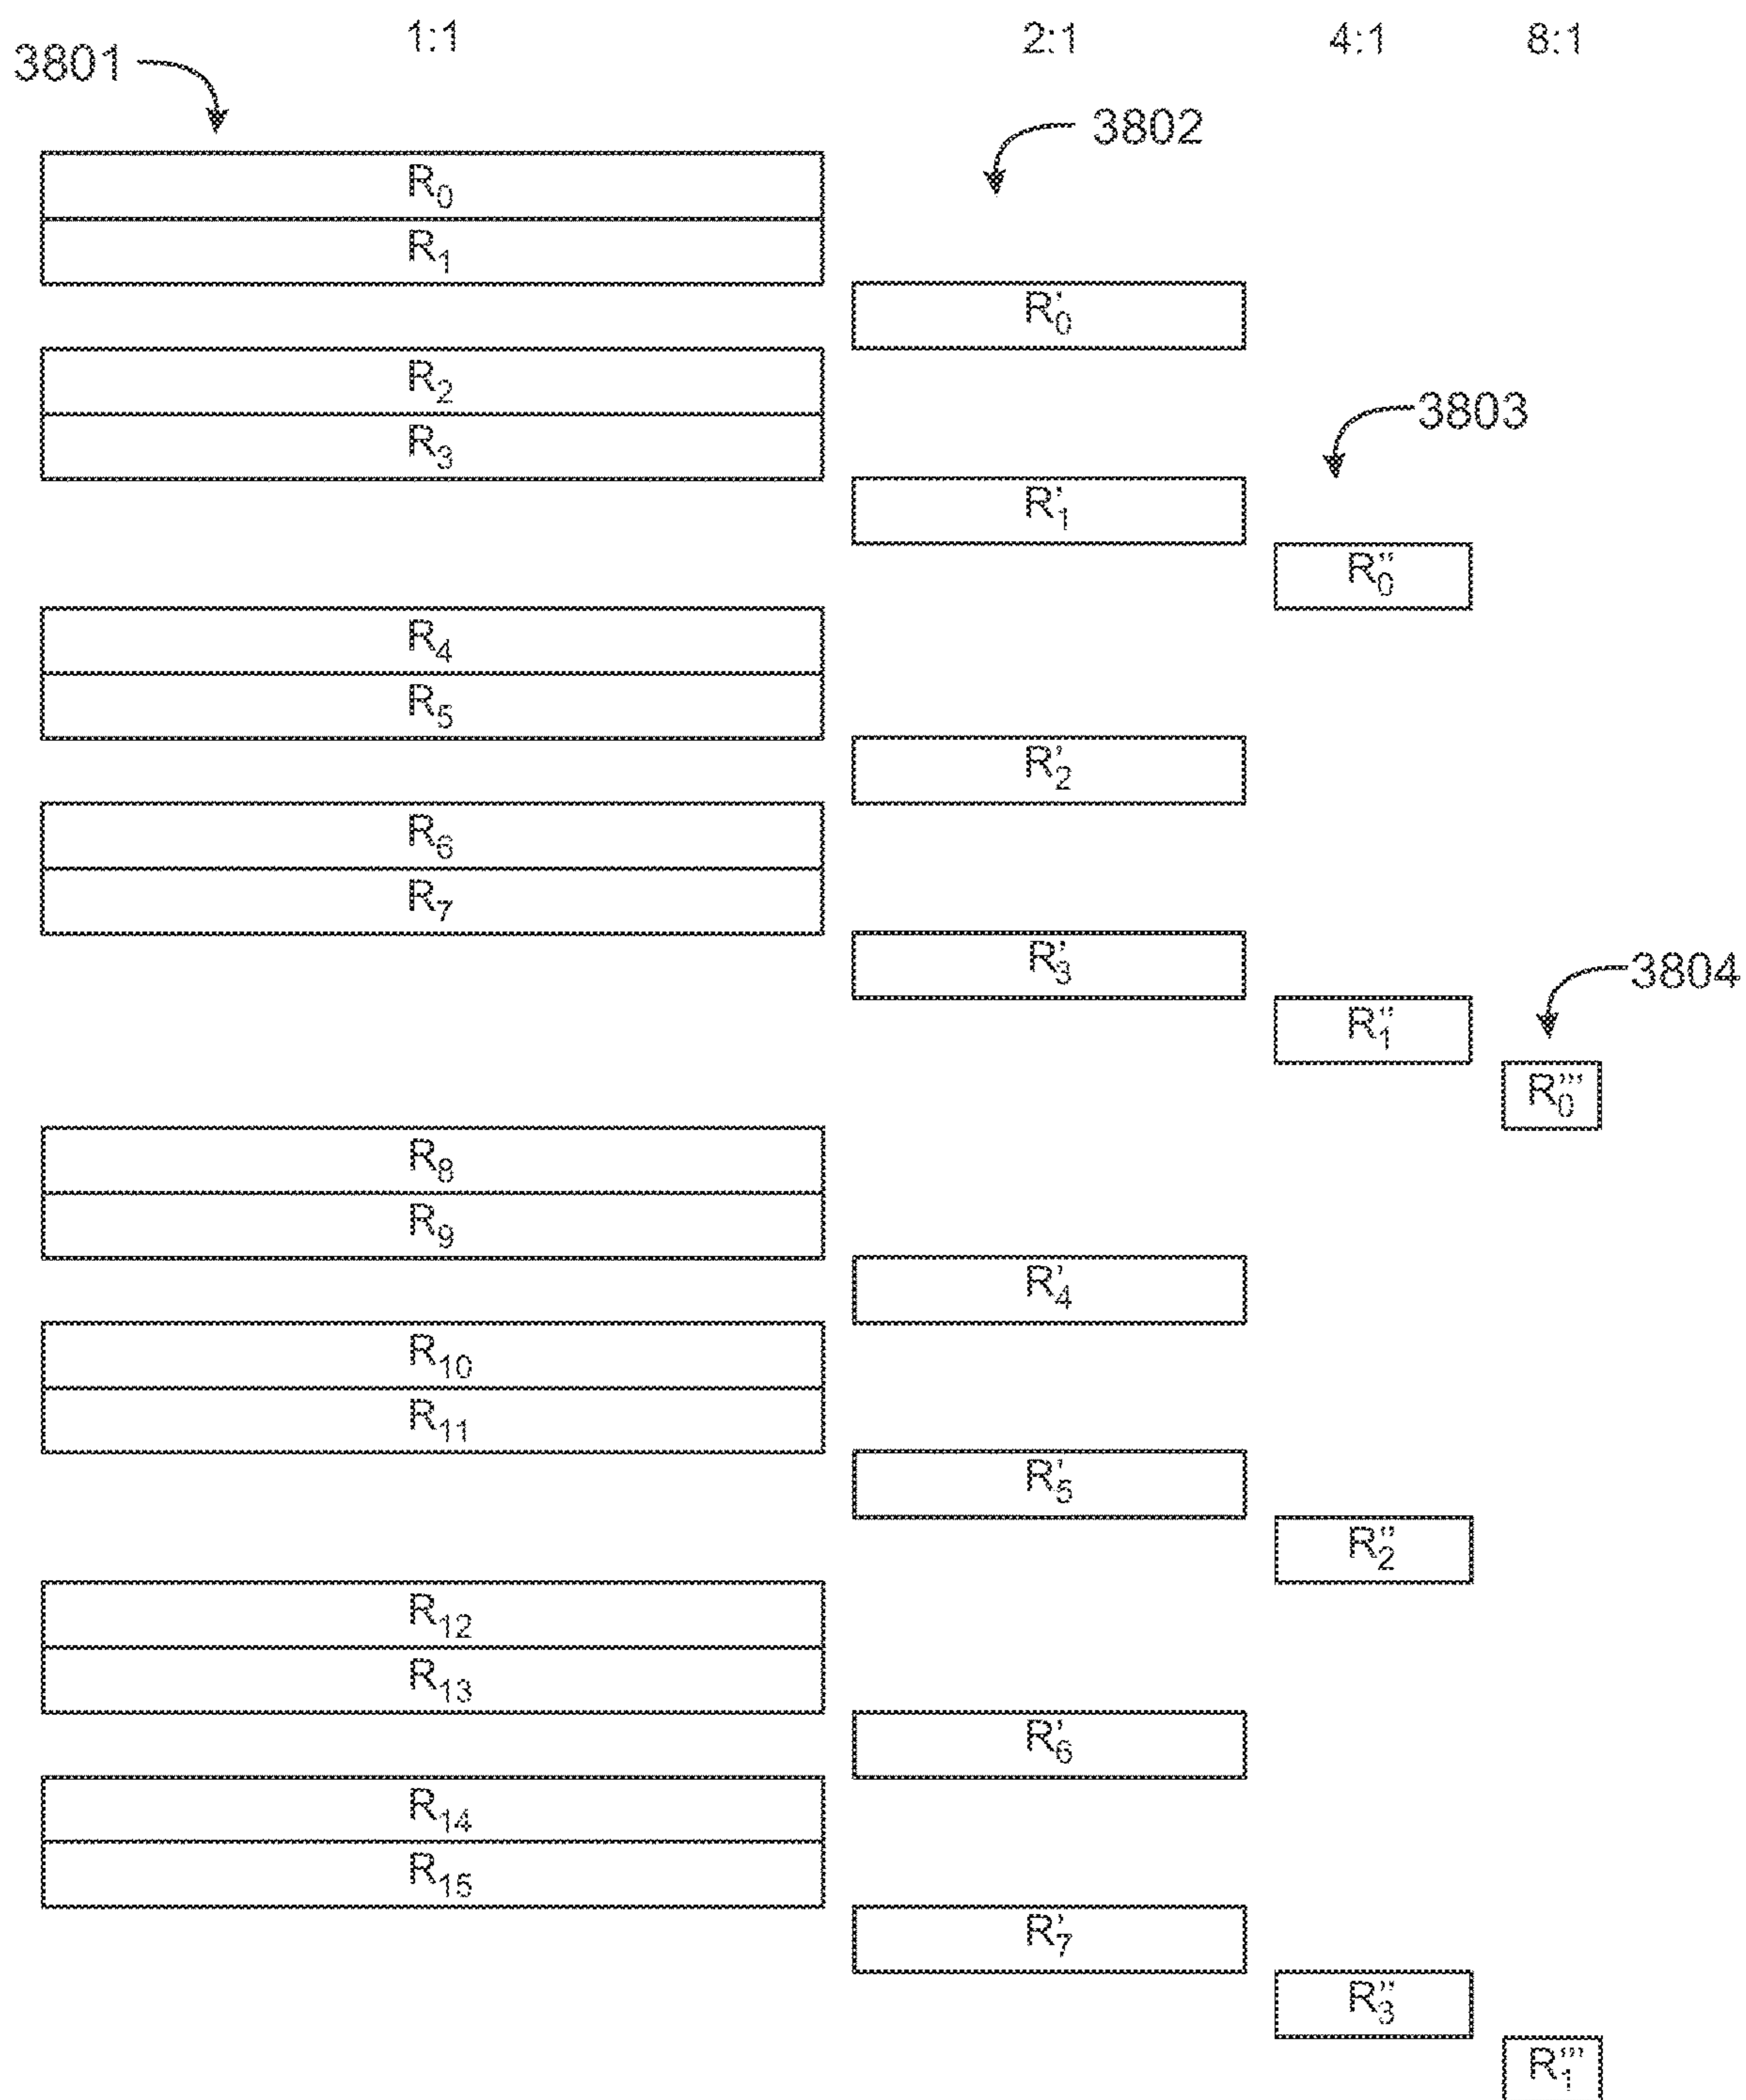 1:1 2:1 4:1 8:1
3801
3802
R₀
R₁
R'₀
R₂
3803
R₃
R'₁
R''₀
R₄
R₅
R'₂
R₆
R₇
R'₃
3804
R''₁
R'''₀
R₈
R₉
R'₄
R₁₀
R₁₁
R'₅
R''₂
R₁₂
R₁₃
R'₆
R₁₄
R₁₅
R'₇
R''₃
R'''₁